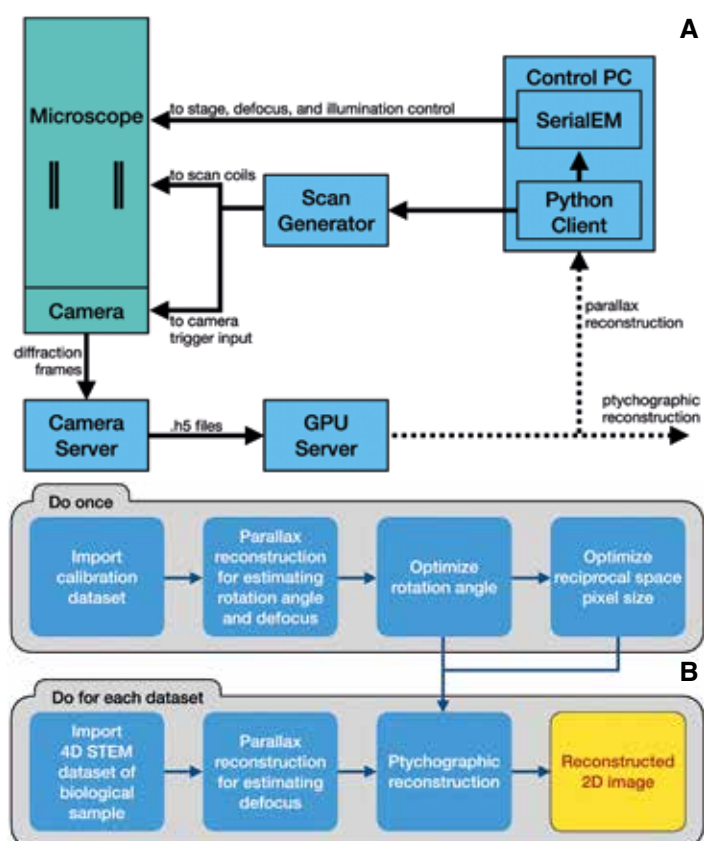 A
Control PC
Microscope
to stage, defocus, and illumination control
SerialEM
to scan coils
Scan
Generator
Python
Client
Camera
to camera
trigger input
parallax
reconstruction
diffraction
frames
ptychographic
reconstruction
Camera
Server
.h5 files
GPU
Server
Do once
Import
calibration
dataset
Parallax
reconstruction
for estimating
rotation angle
and defocus
Optimize
rotation angle
Optimize
reciprocal space
pixel size
B
Do for each dataset
Import
4D STEM
dataset of
biological
sample
Parallax
reconstruction
for estimating
defocus
Ptychographic
reconstruction
Reconstructed
2D image